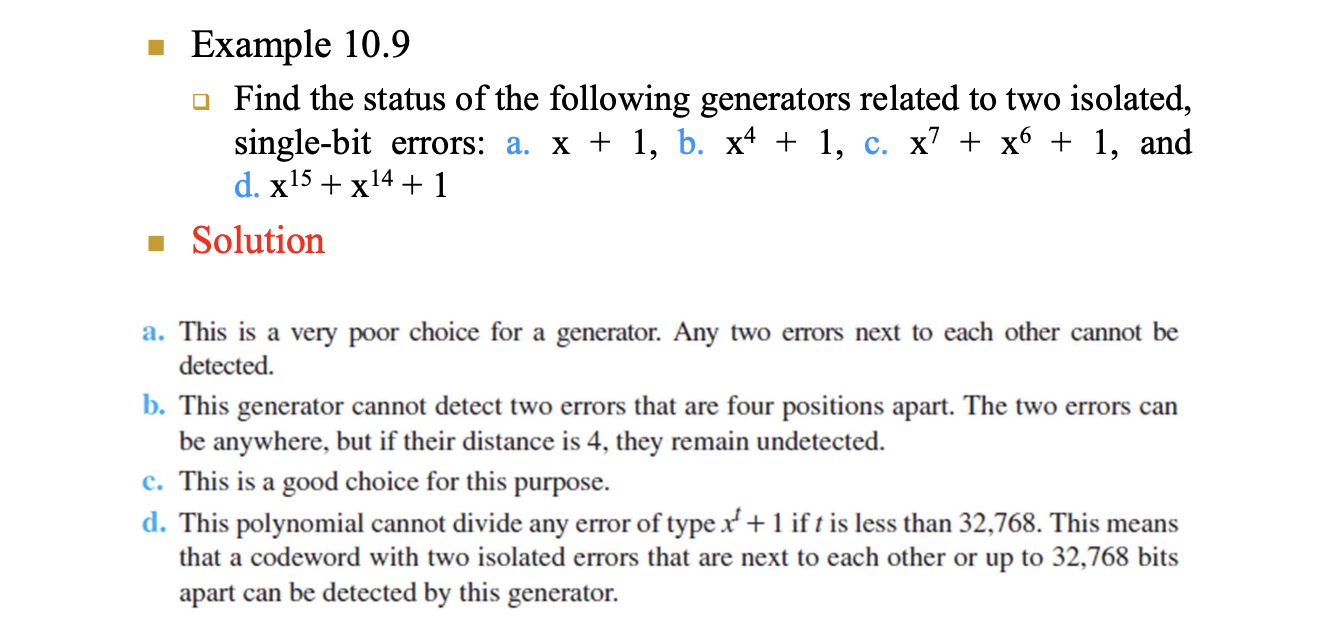 Example 10.9
Find the status of the following generators related to two isolated,
single-bit errors: a. x + 1, b. x⁴ + 1, c. x⁷ + x⁶ + 1, and
d. x¹⁵ + x¹⁴ + 1
Solution
a. This is a very poor choice for a generator. Any two errors next to each other cannot be
detected.
b. This generator cannot detect two errors that are four positions apart. The two errors can
be anywhere, but if their distance is 4, they remain undetected.
c. This is a good choice for this purpose.
d. This polynomial cannot divide any error of type xᵗ + 1 if t is less than 32,768. This means
that a codeword with two isolated errors that are next to each other or up to 32,768 bits
apart can be detected by this generator.